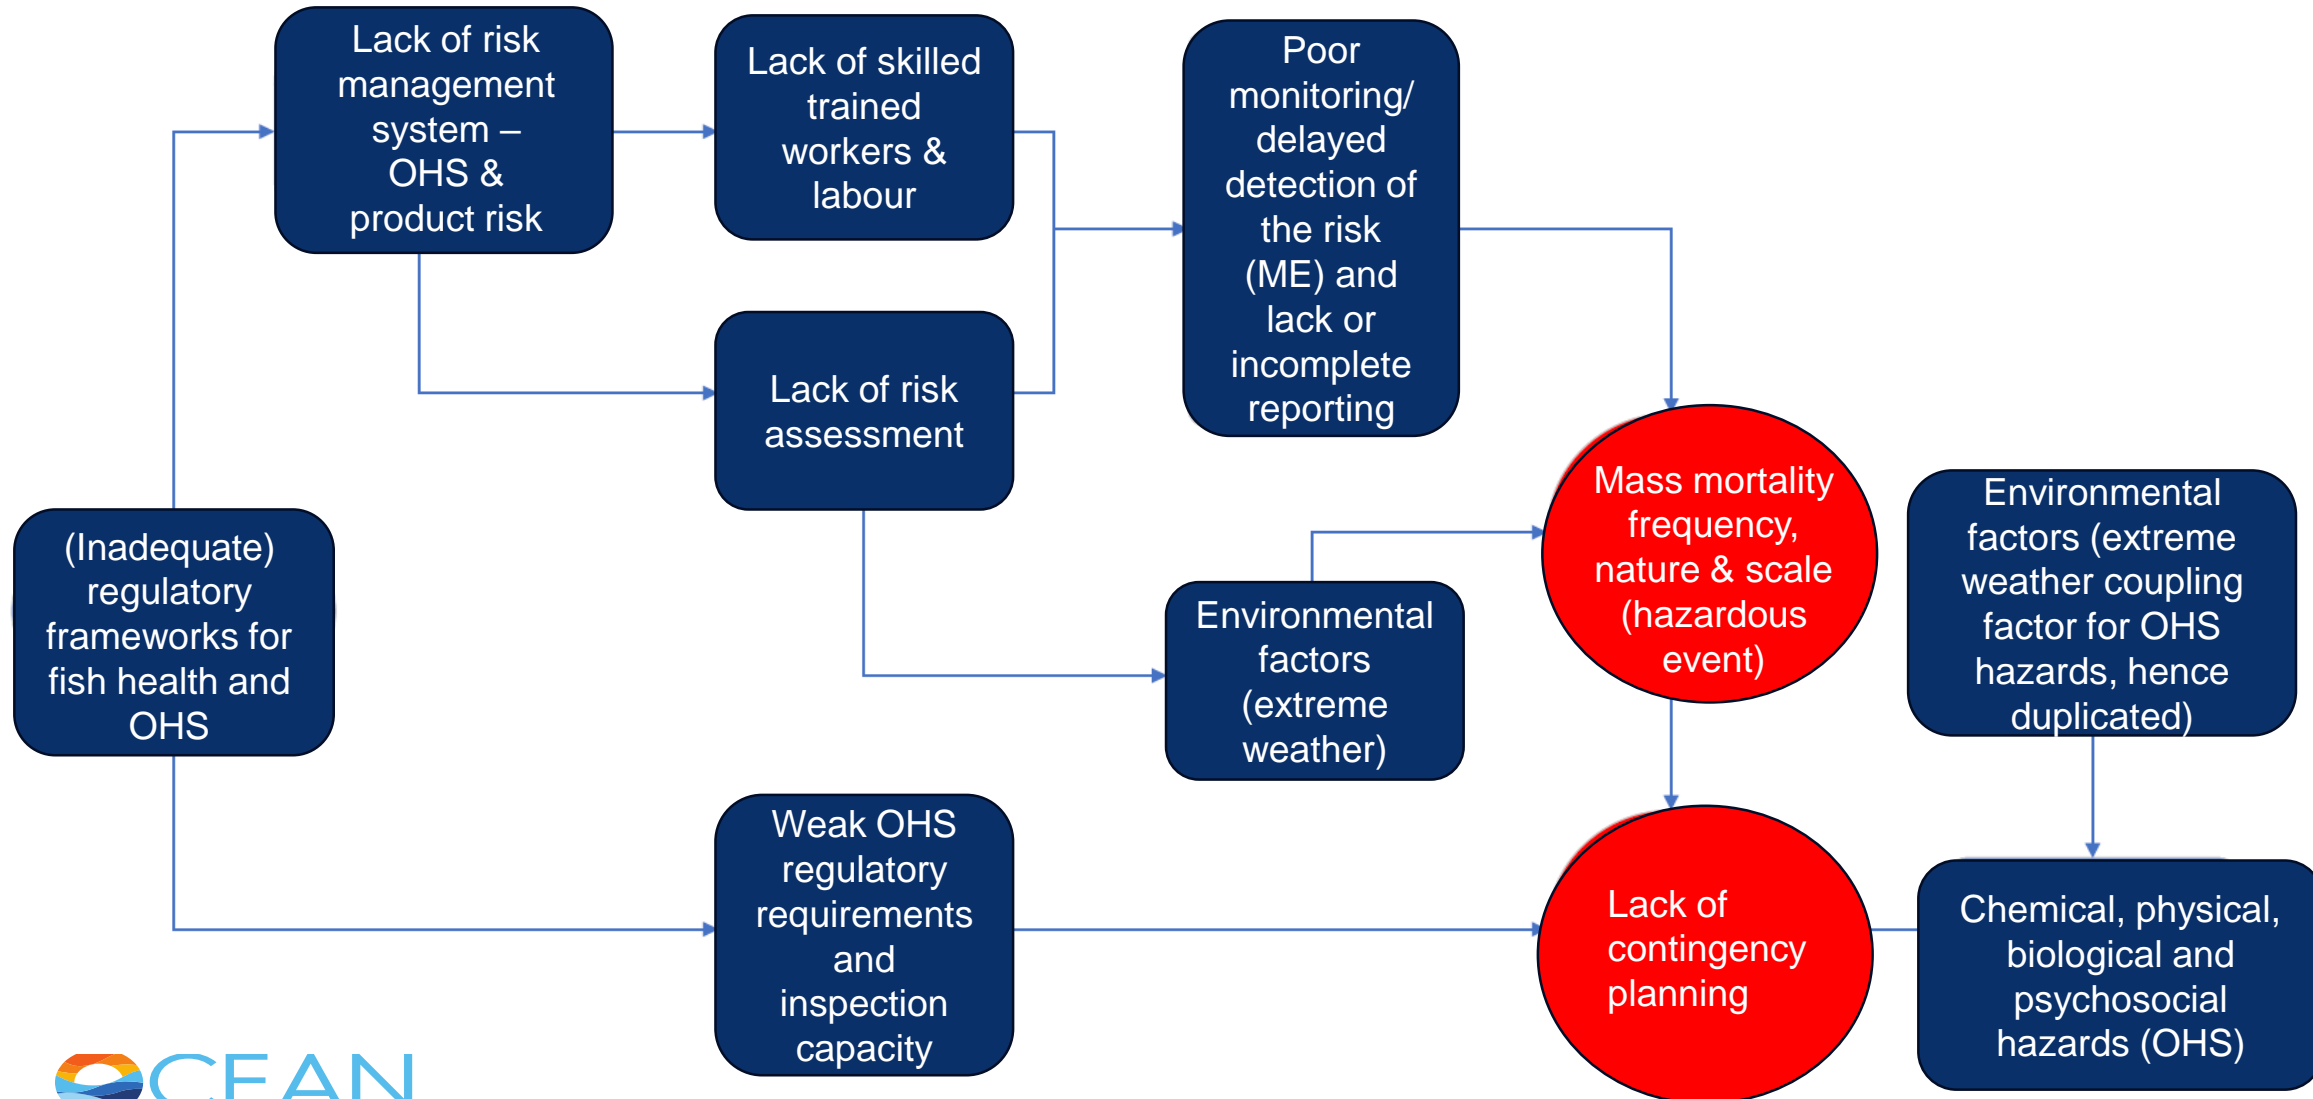 Lack of risk
management
system –
OHS &
product risk
Lack of skilled
trained
workers &
labour
Poor
monitoring/
delayed
detection of
the risk
(ME) and
lack or
incomplete
reporting
Lack of risk
assessment
(Inadequate)
regulatory
frameworks for
fish health and
OHS
Environmental
factors
(extreme
weather)
Mass mortality
frequency,
nature & scale
(hazardous
event)
Environmental
factors (extreme
weather coupling
factor for OHS
hazards, hence
duplicated)
Weak OHS
regulatory
requirements
and
inspection
capacity
Lack of
contingency
planning
Chemical, physical,
biological and
psychosocial
hazards (OHS)
OCEAN